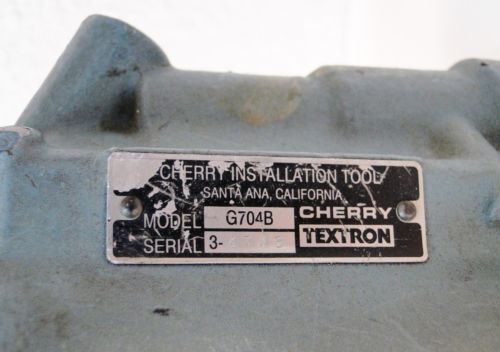 CHERRY INSTALLATION TOOL
SANTA ANA, CALIFORNIA
MODEL G704B CHERRY
SERIAL 3- TEXTRON